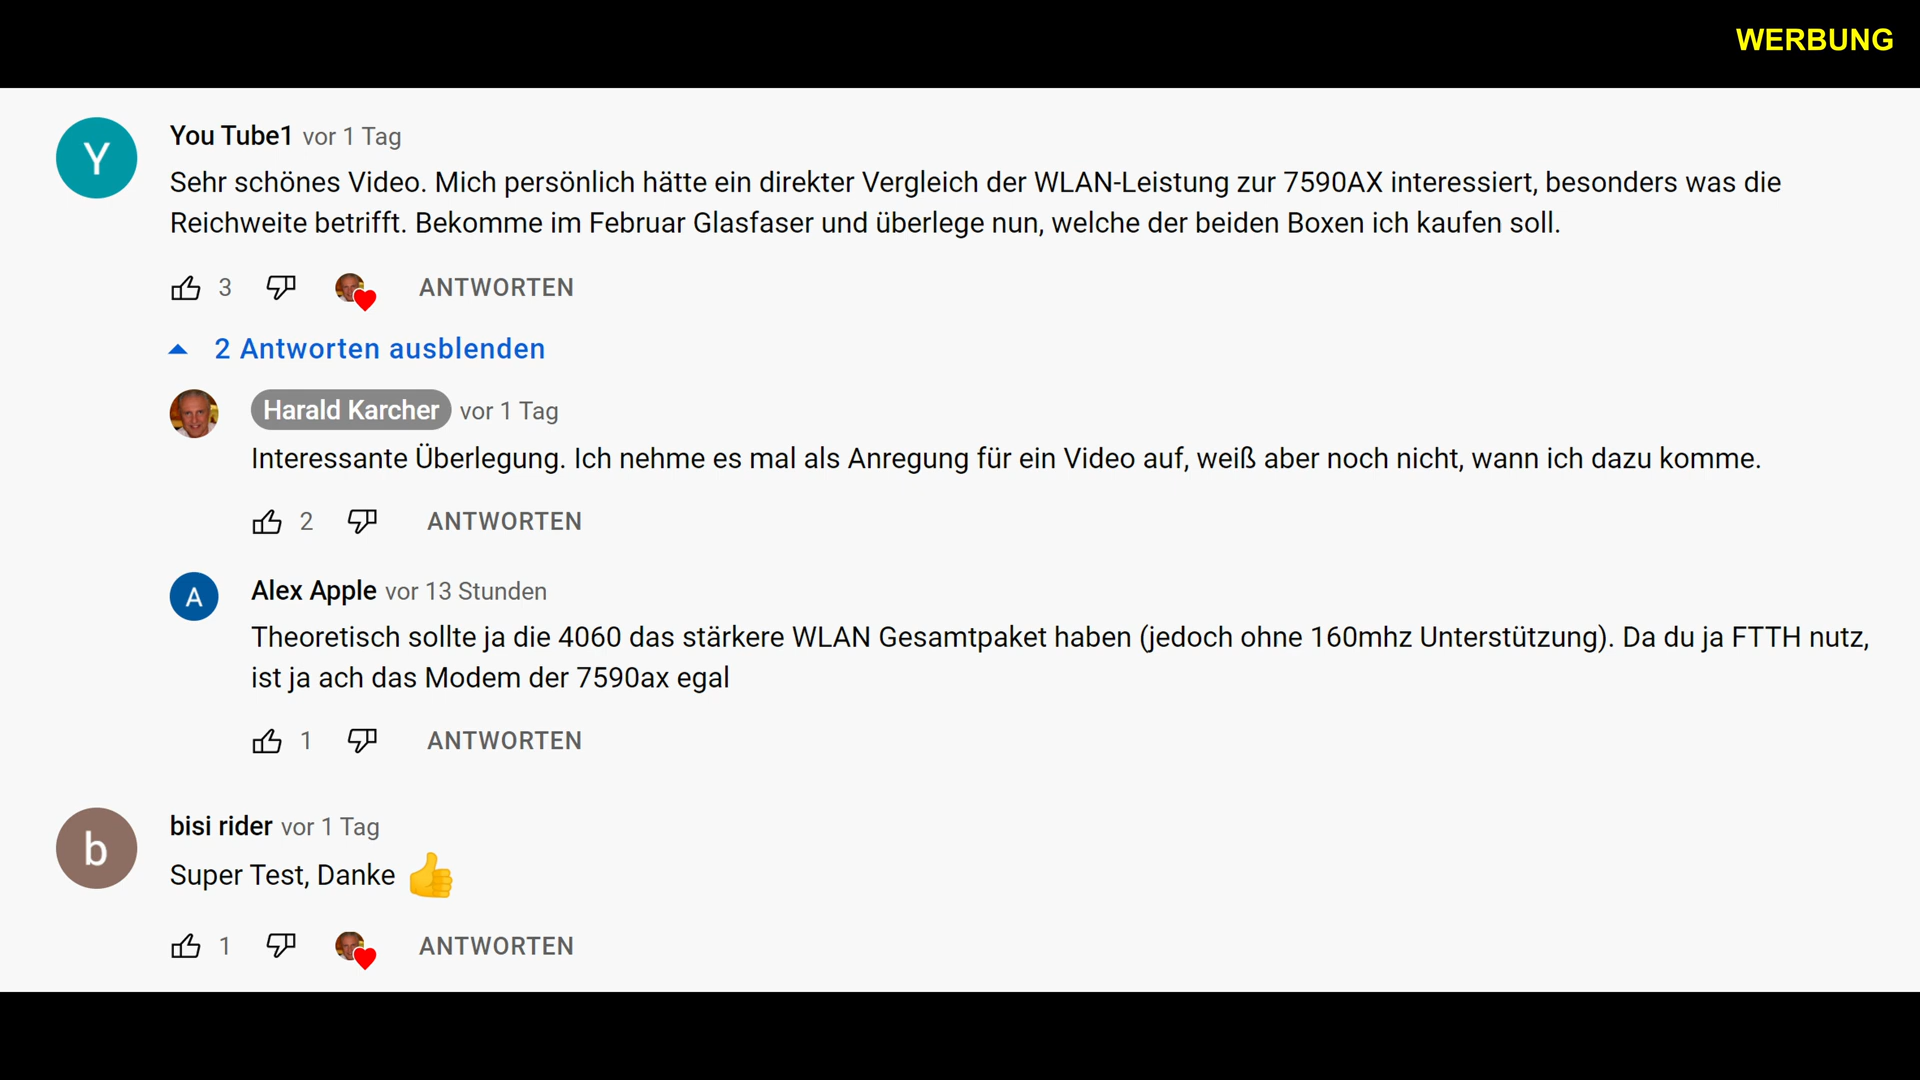 WERBUNG
Y
You Tube1 vor 1 Tag
Sehr schönes Video. Mich persönlich hätte ein direkter Vergleich der WLAN-Leistung zur 7590AX interessiert, besonders was die
Reichweite betrifft. Bekomme im Februar Glasfaser und überlege nun, welche der beiden Boxen ich kaufen soll.
3 ANTWORTEN
2 Antworten ausblenden
Harald Karcher vor 1 Tag
Interessante Überlegung. Ich nehme es mal als Anregung für ein Video auf, weiß aber noch nicht, wann ich dazu komme.
2 ANTWORTEN
A
Alex Apple vor 13 Stunden
Theoretisch sollte ja die 4060 das stärkere WLAN Gesamtpaket haben (jedoch ohne 160mhz Unterstützung). Da du ja FTTH nutz,
ist ja ach das Modem der 7590ax egal
1 ANTWORTEN
b
bisi rider vor 1 Tag
Super Test, Danke 👍
1 ANTWORTEN